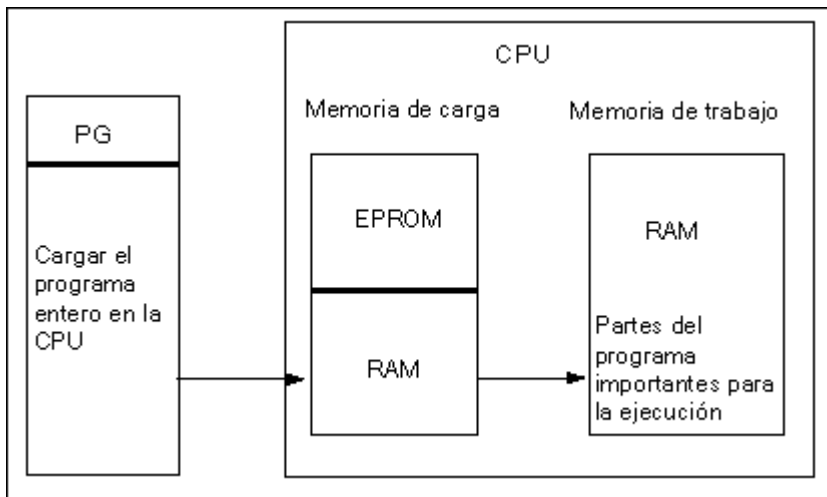 CPU
Memoria de carga
Memoria de trabajo
PG
Cargar el
programa
entero en la
CPU
EPROM
RAM
RAM
Partes del
programa
importantes para
la ejecución